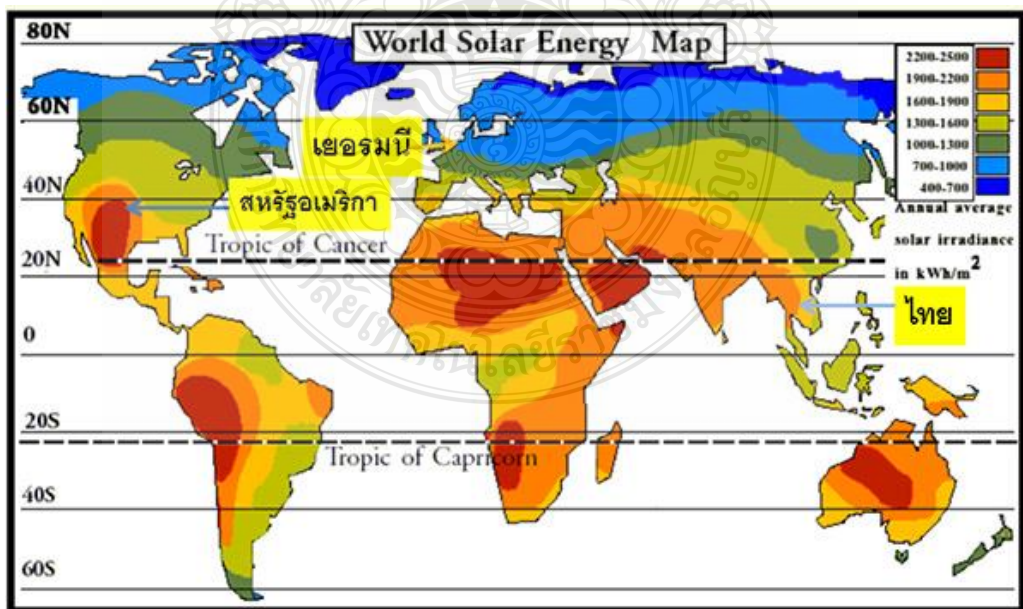 World Solar Energy Map
80N
60N
40N
20N
0
20S
40S
60S
เยอรมนี
สหรัฐอเมริกา
Tropic of Cancer
ไทย
Tropic of Capricorn
2200-2500
1900-2200
1600-1900
1300-1600
1000-1300
700-1000
400-700
Annual average
solar irradiance
in kWh/m²